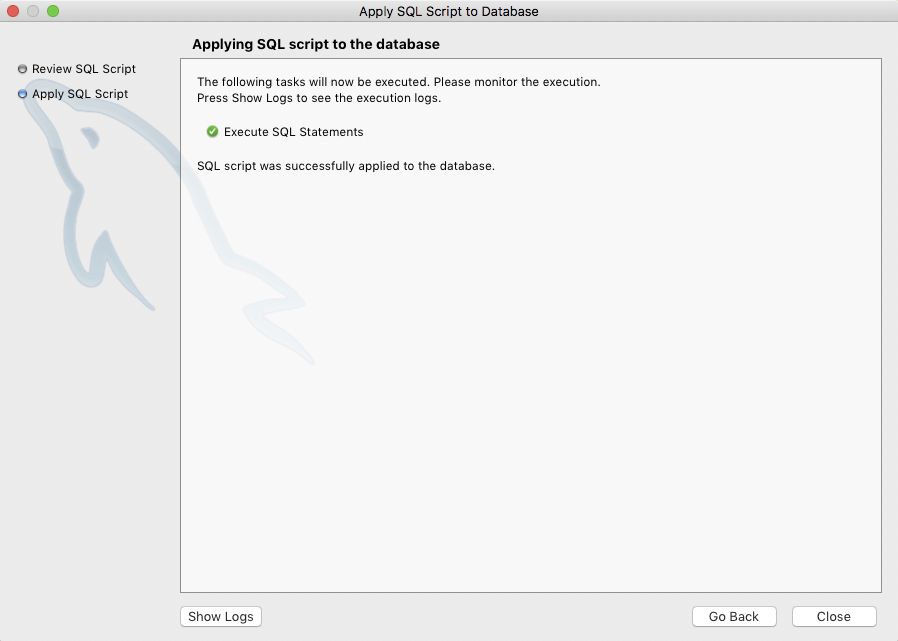 Apply SQL Script to Database
Applying SQL script to the database
Review SQL Script
Apply SQL Script
The following tasks will now be executed. Please monitor the execution.
Press Show Logs to see the execution logs.
Execute SQL Statements
SQL script was successfully applied to the database.
Show Logs
Go Back
Close